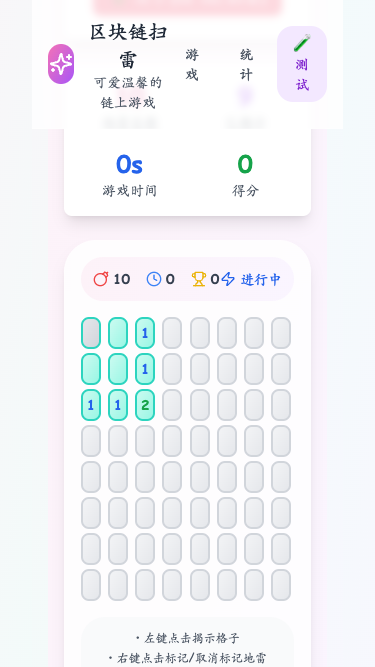 区块链扫
雷
可爱温馨的
链上游戏
游
戏
统
计
🧪
测
试
0s
0
游戏时间
得分
10
0
0
进行中
1
1
1 1 2
· 左键点击揭示格子
· 右键点击标记/取消标记地雷